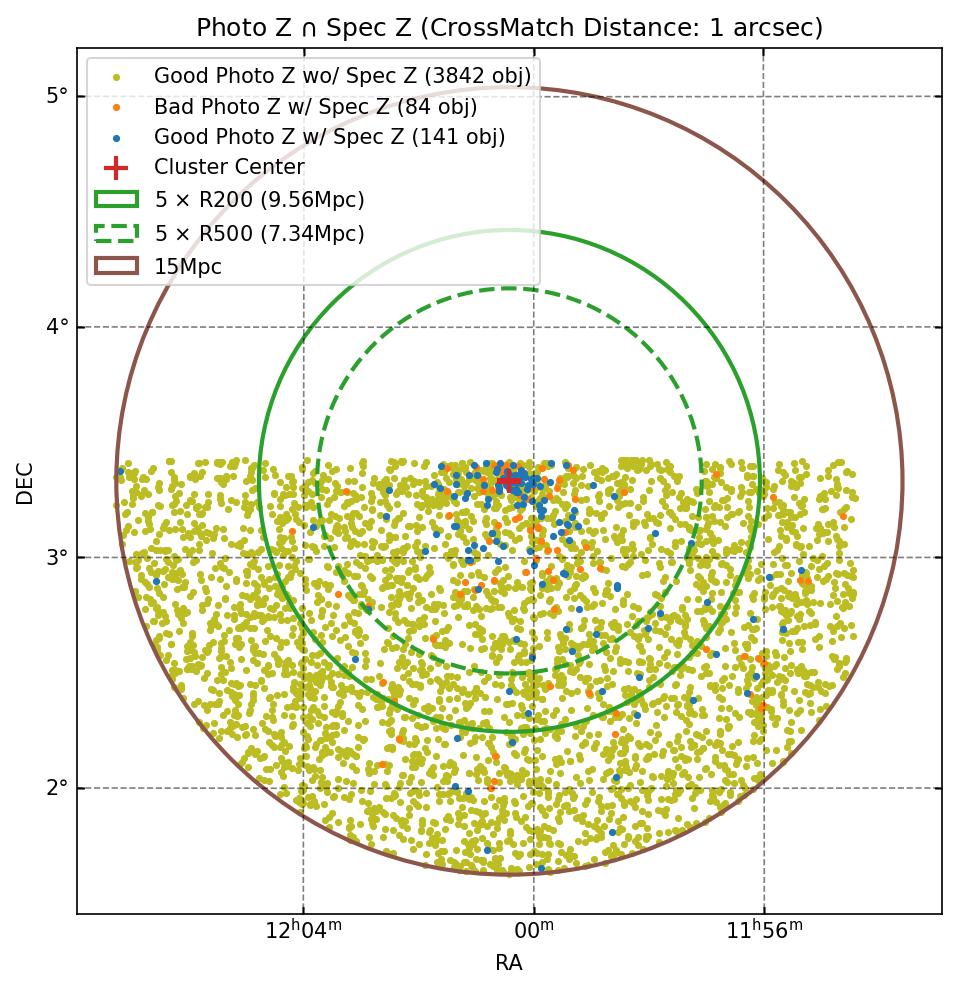 Photo Z ∩ Spec Z (CrossMatch Distance: 1 arcsec)
Good Photo Z wo/ Spec Z (3842 obj)
Bad Photo Z w/ Spec Z (84 obj)
Good Photo Z w/ Spec Z (141 obj)
Cluster Center
5 × R200 (9.56Mpc)
5 × R500 (7.34Mpc)
15Mpc
5°
4°
3°
2°
DEC
12ʰ04ᵐ 00ᵐ 11ʰ56ᵐ
RA